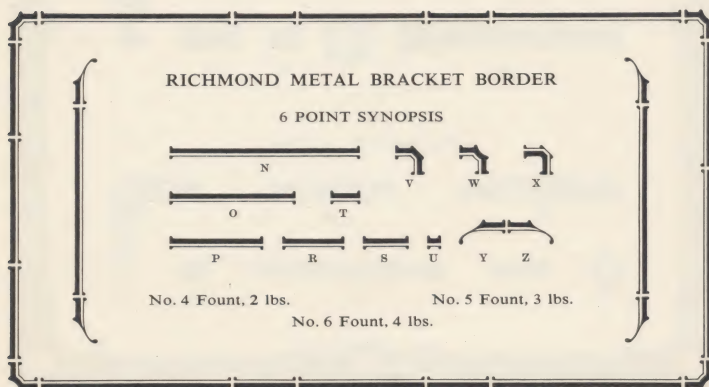 RICHMOND METAL BRACKET BORDER
6 POINT SYNOPSIS
N V W X
O T
P R S U Y Z
No. 4 Fount, 2 lbs. No. 5 Fount, 3 lbs.
No. 6 Fount, 4 lbs.